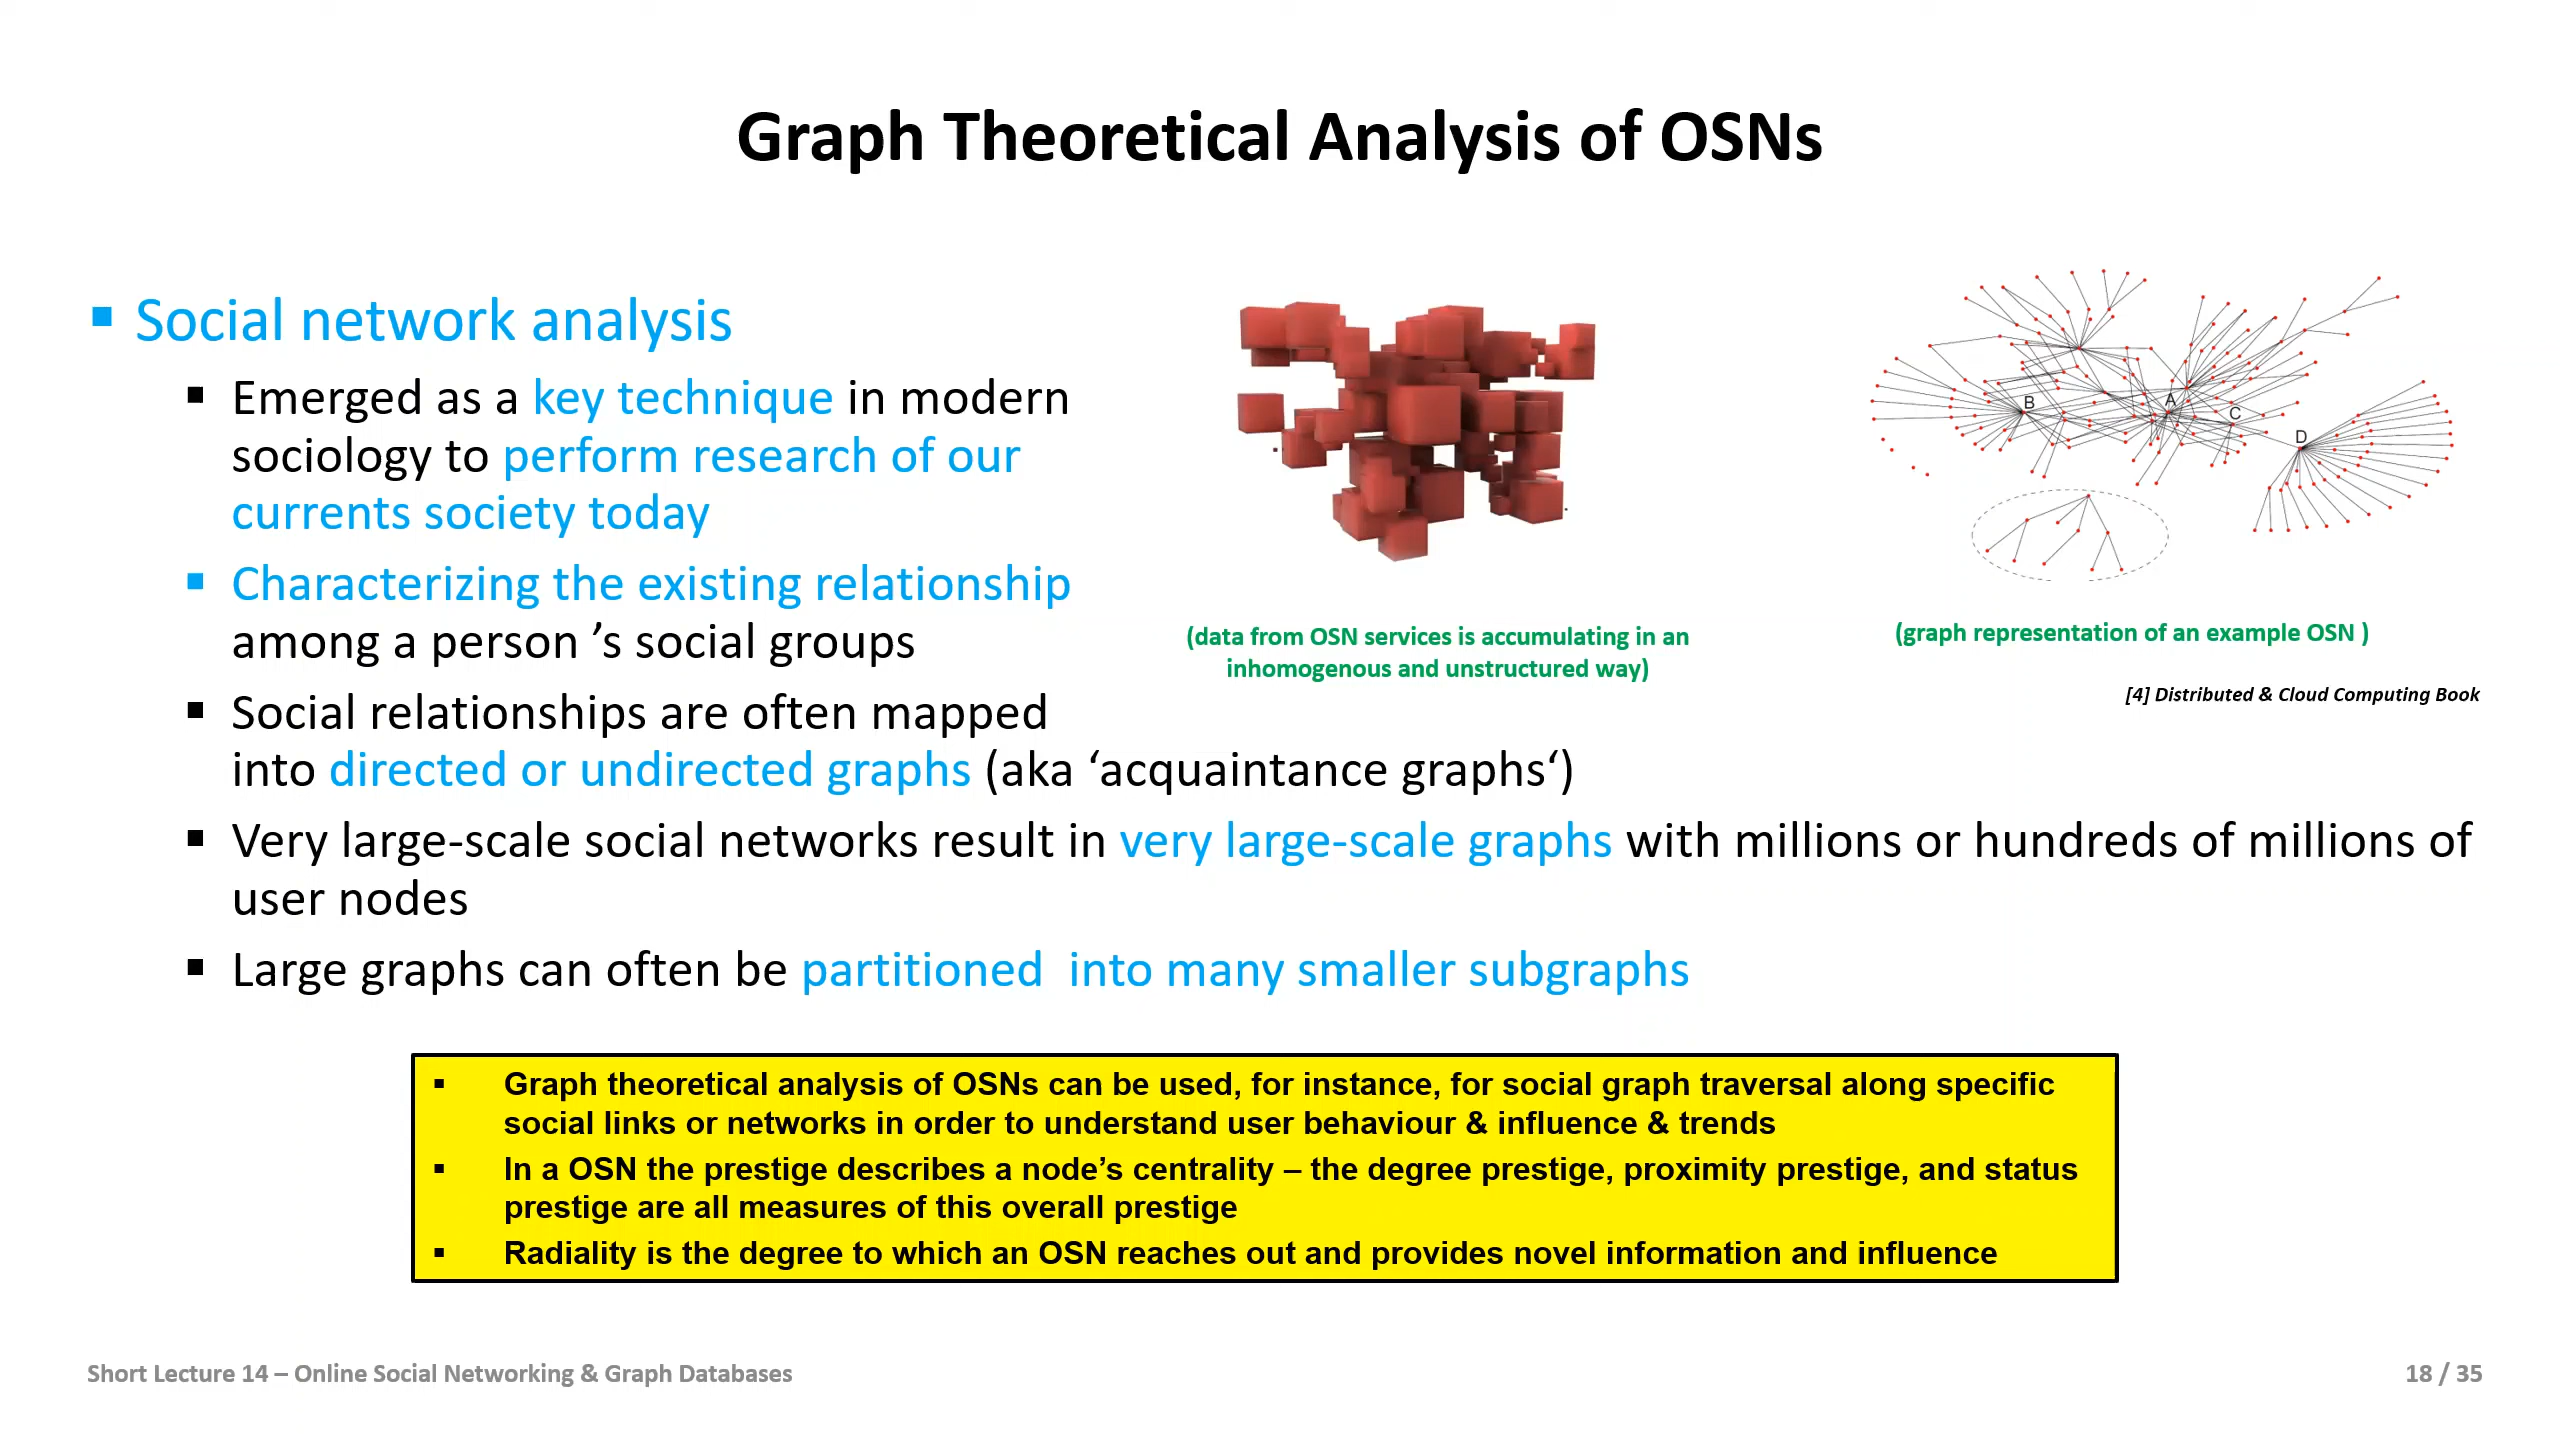 Graph Theoretical Analysis of OSNs
▪ Social network analysis
▪ Emerged as a key technique in modern
sociology to perform research of our
currents society today
▪ Characterizing the existing relationship
among a person ’s social groups
▪ Social relationships are often mapped
into directed or undirected graphs (aka ‘acquaintance graphs‘)
▪ Very large-scale social networks result in very large-scale graphs with millions or hundreds of millions of
user nodes
▪ Large graphs can often be partitioned  into many smaller subgraphs
(data from OSN services is accumulating in an
inhomogenous and unstructured way)
B
A
C
D
(graph representation of an example OSN )
[4] Distributed & Cloud Computing Book
▪ Graph theoretical analysis of OSNs can be used, for instance, for social graph traversal along specific
social links or networks in order to understand user behaviour & influence & trends
▪ In a OSN the prestige describes a node’s centrality – the degree prestige, proximity prestige, and status
prestige are all measures of this overall prestige
▪ Radiality is the degree to which an OSN reaches out and provides novel information and influence
Short Lecture 14 – Online Social Networking & Graph Databases
18 / 35